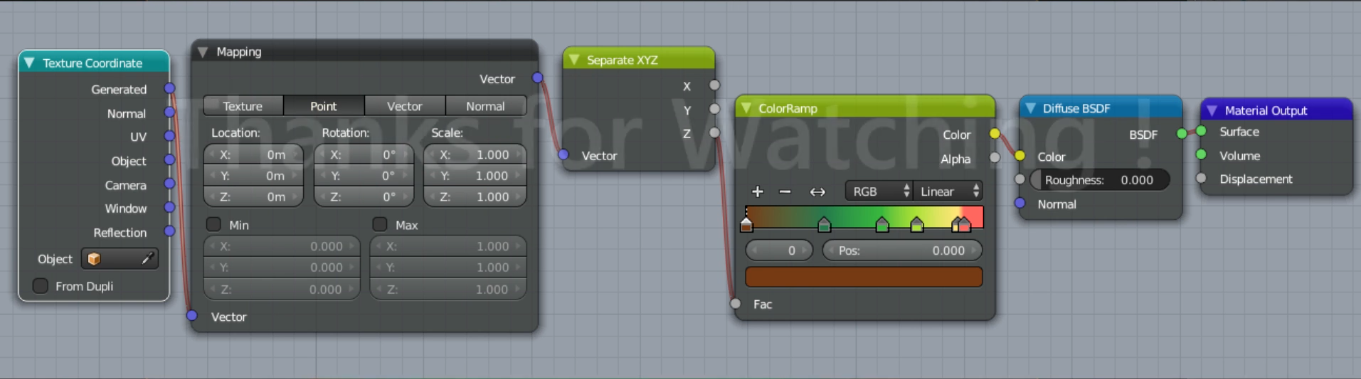 Texture Coordinate
Generated
Normal
UV
Object
Camera
Window
Reflection
Object
From Dupli
Mapping
Vector
Texture Point Vector Normal
Location: Rotation: Scale:
X: 0m X: 0° X: 1.000
Y: 0m Y: 0° Y: 1.000
Z: 0m Z: 0° Z: 1.000
Min Max
X: 0.000 X: 1.000
Y: 0.000 Y: 1.000
Z: 0.000 Z: 1.000
Vector
Separate XYZ
X
Y
Z
Vector
ColorRamp
Color
Alpha
+ − RGB Linear
0 Pos: 0.000
Fac
Diffuse BSDF
BSDF
Color
Roughness: 0.000
Normal
Material Output
Surface
Volume
Displacement
Thanks for Watching !